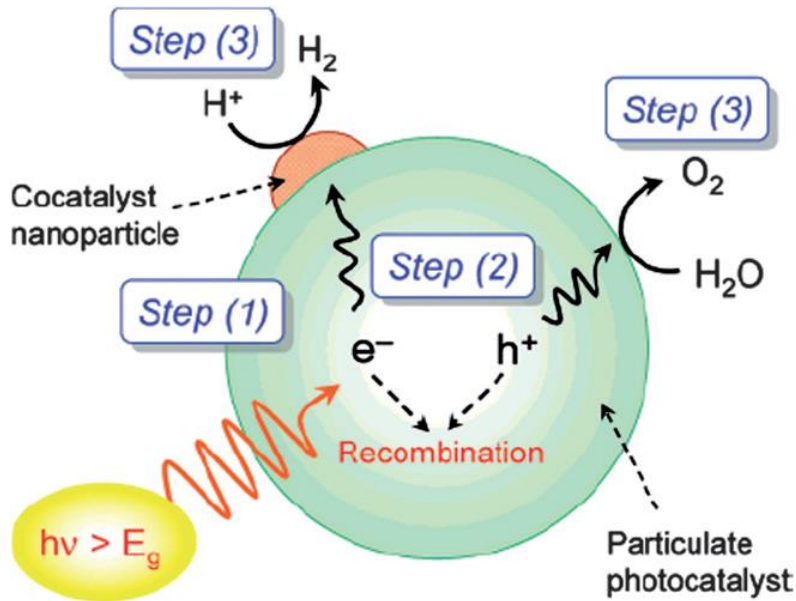 Step (3)
H₂
H⁺
Step (3)
O₂
Cocatalyst
nanoparticle
Step (2)
H₂O
Step (1)
e⁻
h⁺
Recombination
hν > Eg
Particulate
photocatalyst